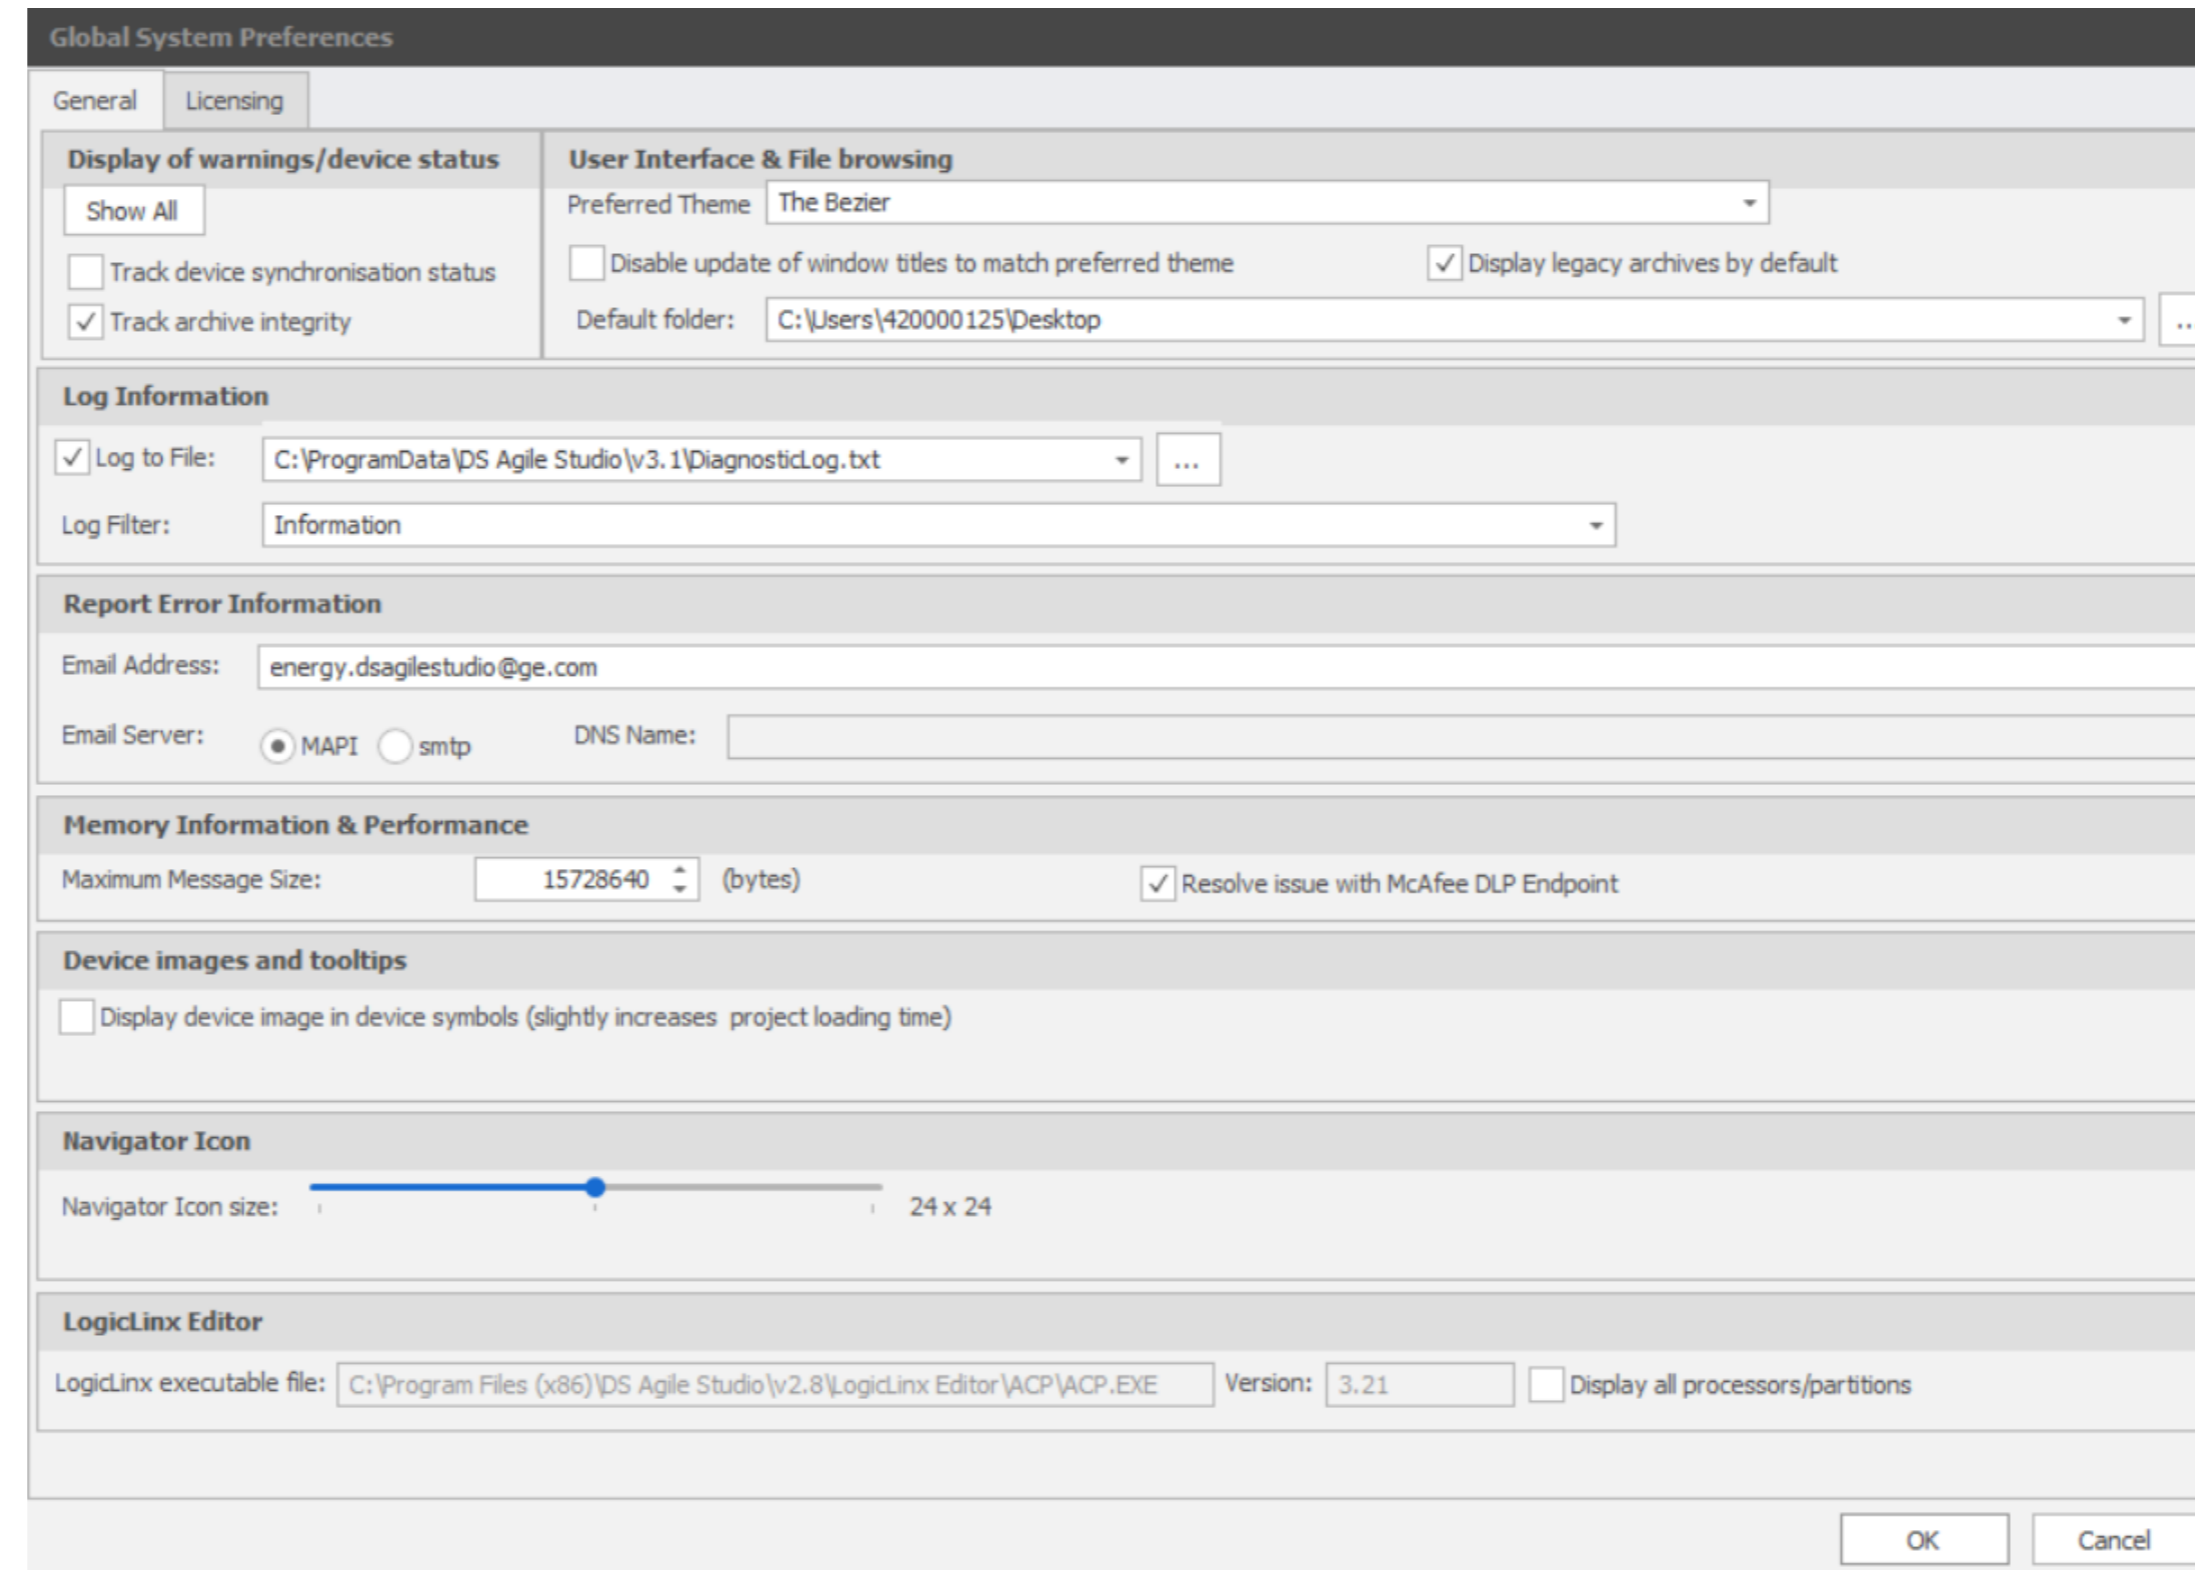 Global System Preferences
General Licensing
Display of warnings/device status
Show All
Track device synchronisation status
Track archive integrity
User Interface & File browsing
Preferred Theme The Bezier
Disable update of window titles to match preferred theme Display legacy archives by default
Default folder: C:\Users\420000125\Desktop ...
Log Information
Log to File: C:\ProgramData\DS Agile Studio\v3.1\DiagnosticLog.txt ...
Log Filter: Information
Report Error Information
Email Address: energy.dsagilestudio@ge.com
Email Server: MAPI smtp DNS Name:
Memory Information & Performance
Maximum Message Size: 15728640 (bytes) Resolve issue with McAfee DLP Endpoint
Device images and tooltips
Display device image in device symbols (slightly increases project loading time)
Navigator Icon
Navigator Icon size: 24 x 24
LogicLinx Editor
LogicLinx executable file: C:\Program Files (x86)\DS Agile Studio\v2.8\LogicLinx Editor\ACP\ACP.EXE Version: 3.21 Display all processors/partitions
OK Cancel